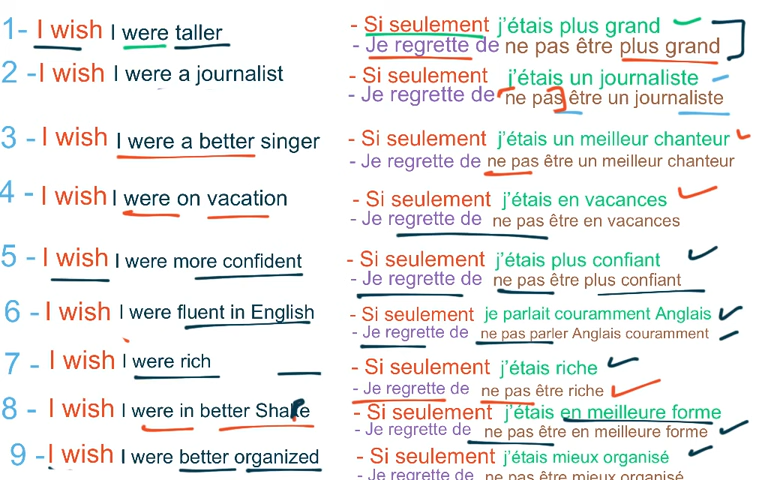 1- I wish I were taller
- Si seulement j'étais plus grand
- Je regrette de ne pas être plus grand
2 -I wish I were a journalist
- Si seulement j'étais un journaliste
- Je regrette de ne pas être un journaliste
3 - I wish I were a better singer
- Si seulement j'étais un meilleur chanteur
- Je regrette de ne pas être un meilleur chanteur
4 - I wish I were on vacation
- Si seulement j'étais en vacances
- Je regrette de ne pas être en vacances
5 - I wish I were more confident
- Si seulement j'étais plus confiant
- Je regrette de ne pas être plus confiant
6 - I wish I were fluent in English
- Si seulement je parlait couramment Anglais
- Je regrette de ne pas parler Anglais couramment
7 - I wish I were rich
- Si seulement j'étais riche
- Je regrette de ne pas être riche
8 - I wish I were in better
- Si seulement j'étais en meilleure forme
- Je regrette de ne pas être en meilleure forme
9 -I wish I were better organized
- Si seulement j'étais mieux organisé
- Je regrette de ne pas être mieux organisé